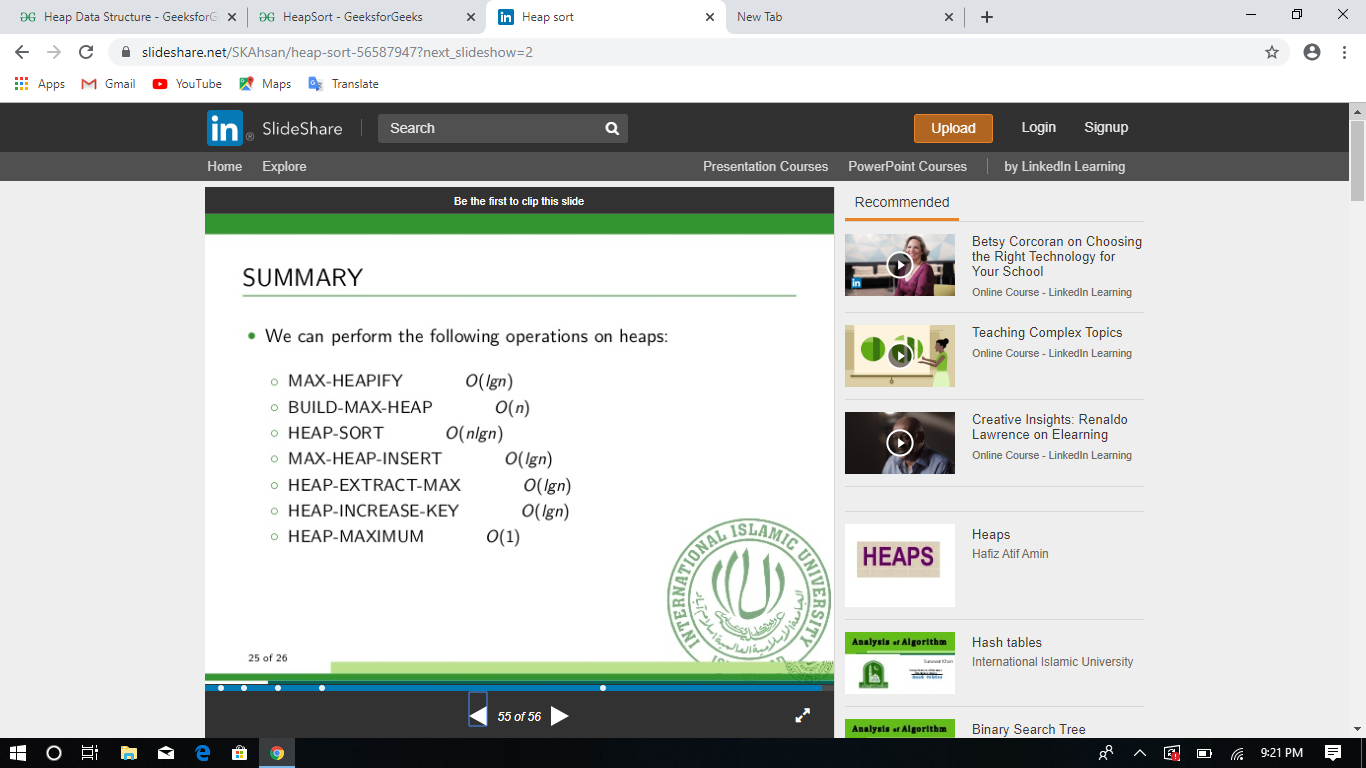 Heap Data Structure - GeeksforG
HeapSort - GeeksforGeeks
Heap sort
New Tab
slideshare.net/SKAhsan/heap-sort-56587947?next_slideshow=2
Apps Gmail YouTube Maps Translate
in SlideShare Search Upload Login Signup
Home Explore Presentation Courses PowerPoint Courses by LinkedIn Learning
Be the first to clip this slide
SUMMARY
We can perform the following operations on heaps:
MAX-HEAPIFY O(lgn)
BUILD-MAX-HEAP O(n)
HEAP-SORT O(nlgn)
MAX-HEAP-INSERT O(lgn)
HEAP-EXTRACT-MAX O(lgn)
HEAP-INCREASE-KEY O(lgn)
HEAP-MAXIMUM O(1)
INTERNATIONAL ISLAMIC UNIVERSITY
25 of 26
55 of 56
Recommended
Betsy Corcoran on Choosing
the Right Technology for
Your School
Online Course - LinkedIn Learning
Teaching Complex Topics
Online Course - LinkedIn Learning
Creative Insights: Renaldo
Lawrence on Elearning
Online Course - LinkedIn Learning
HEAPS
Heaps
Hafiz Atif Amin
Analysis of Algorithm
Hash tables
International Islamic University
Analysis of Algorithm
Binary Search Tree
9:21 PM